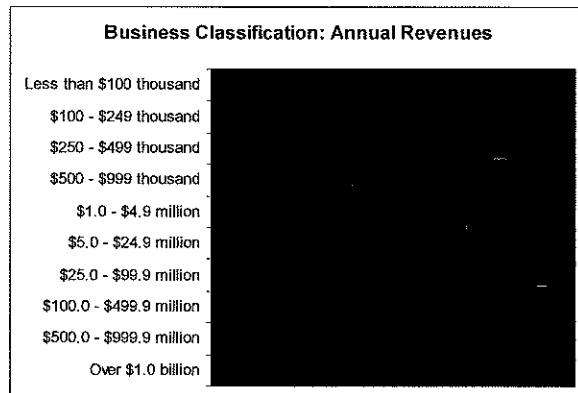 Business Classification: Annual Revenues
Less than $100 thousand
$100 - $249 thousand
$250 - $499 thousand
$500 - $999 thousand
$1.0 - $4.9 million
$5.0 - $24.9 million
$25.0 - $99.9 million
$100.0 - $499.9 million
$500.0 - $999.9 million
Over $1.0 billion